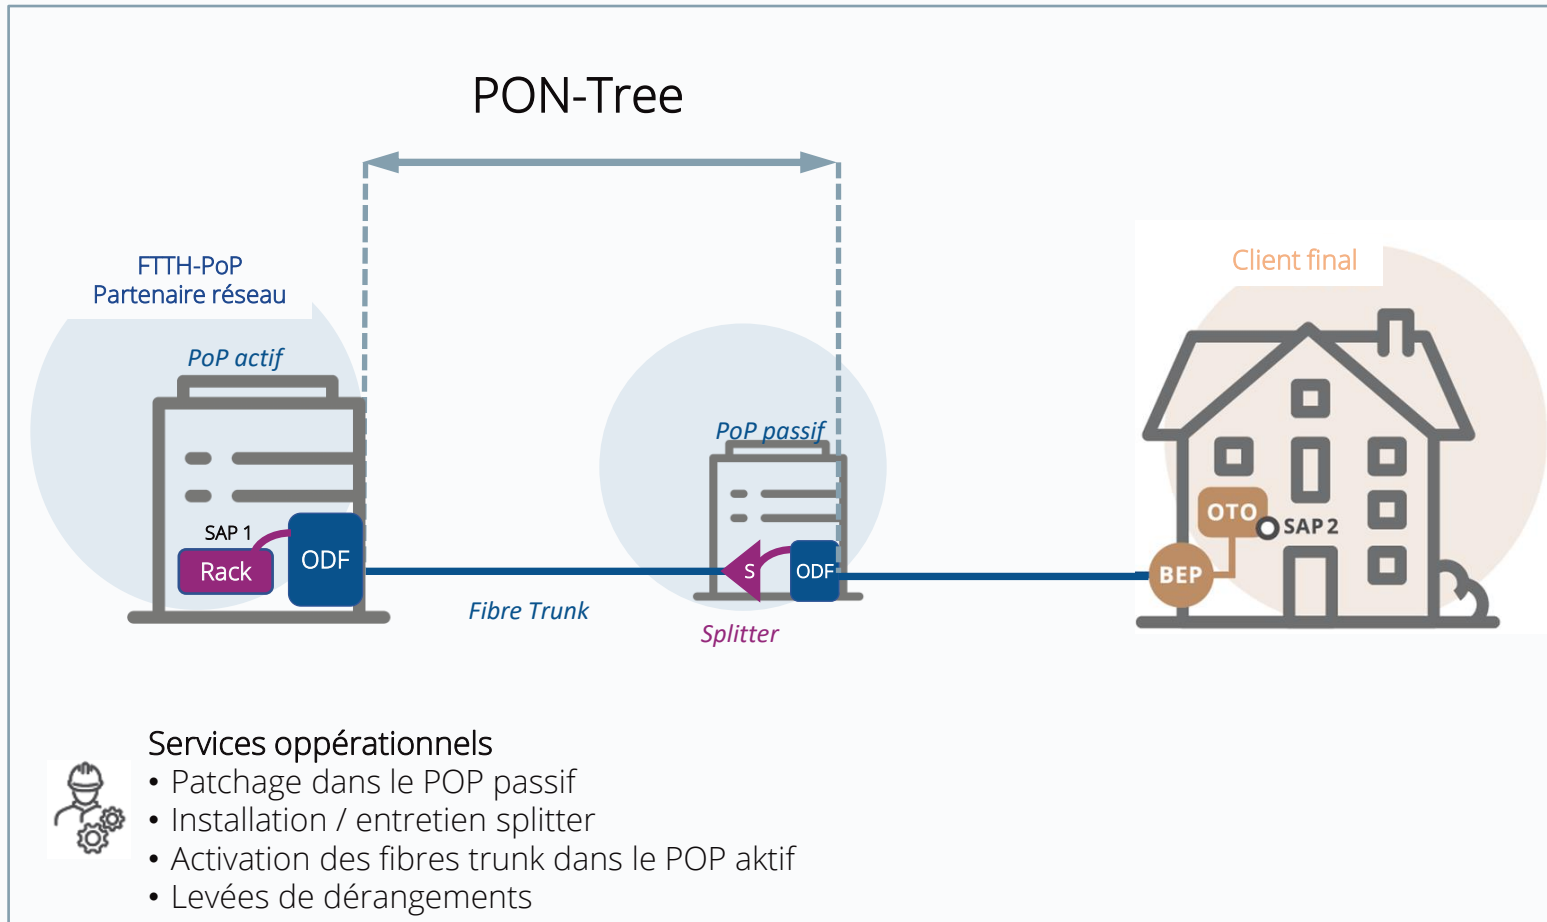 PON-Tree
FTTH-PoP
Partenaire réseau
PoP actif
SAP 1
Rack
ODF
Fibre Trunk
PoP passif
S
ODF
Splitter
Client final
OTO
SAP 2
BEP
Services oppérationnels
• Patchage dans le POP passif
• Installation / entretien splitter
• Activation des fibres trunk dans le POP aktif
• Levées de dérangements